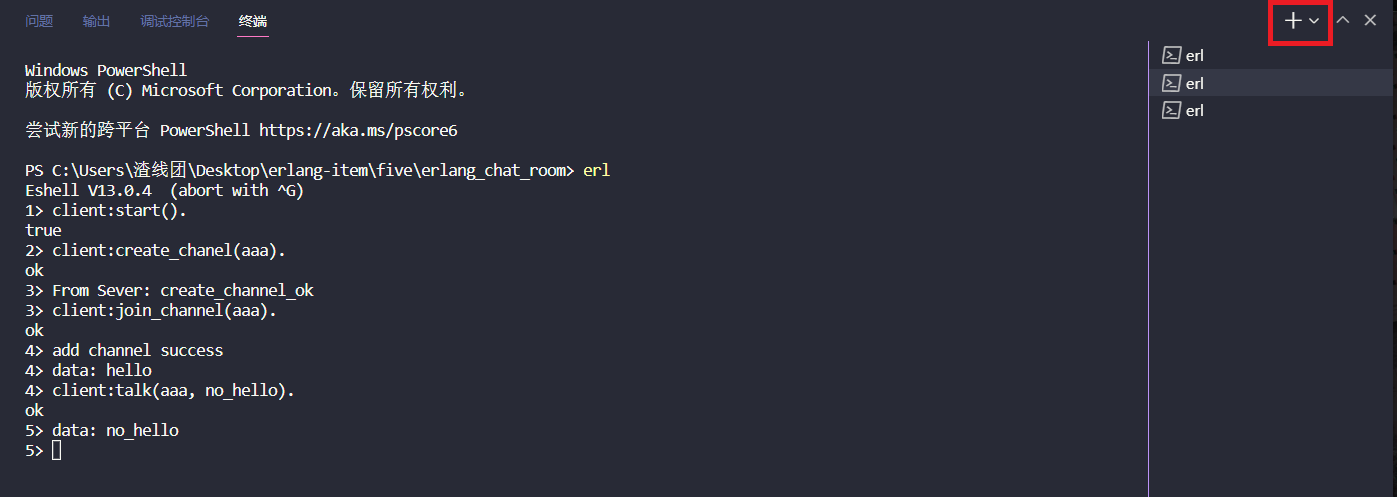 问题 输出 调试控制台 终端
Windows PowerShell
版权所有 (C) Microsoft Corporation。保留所有权利。
尝试新的跨平台 PowerShell https://aka.ms/pscore6
PS C:\Users\渣线团\Desktop\erlang-item\five\erlang_chat_room> erl
Eshell V13.0.4  (abort with ^G)
1> client:start().
true
2> client:create_chanel(aaa).
ok
3> From Sever: create_channel_ok
3> client:join_channel(aaa).
ok
4> add channel success
4> data: hello
4> client:talk(aaa, no_hello).
ok
5> data: no_hello
5>
erl
erl
erl